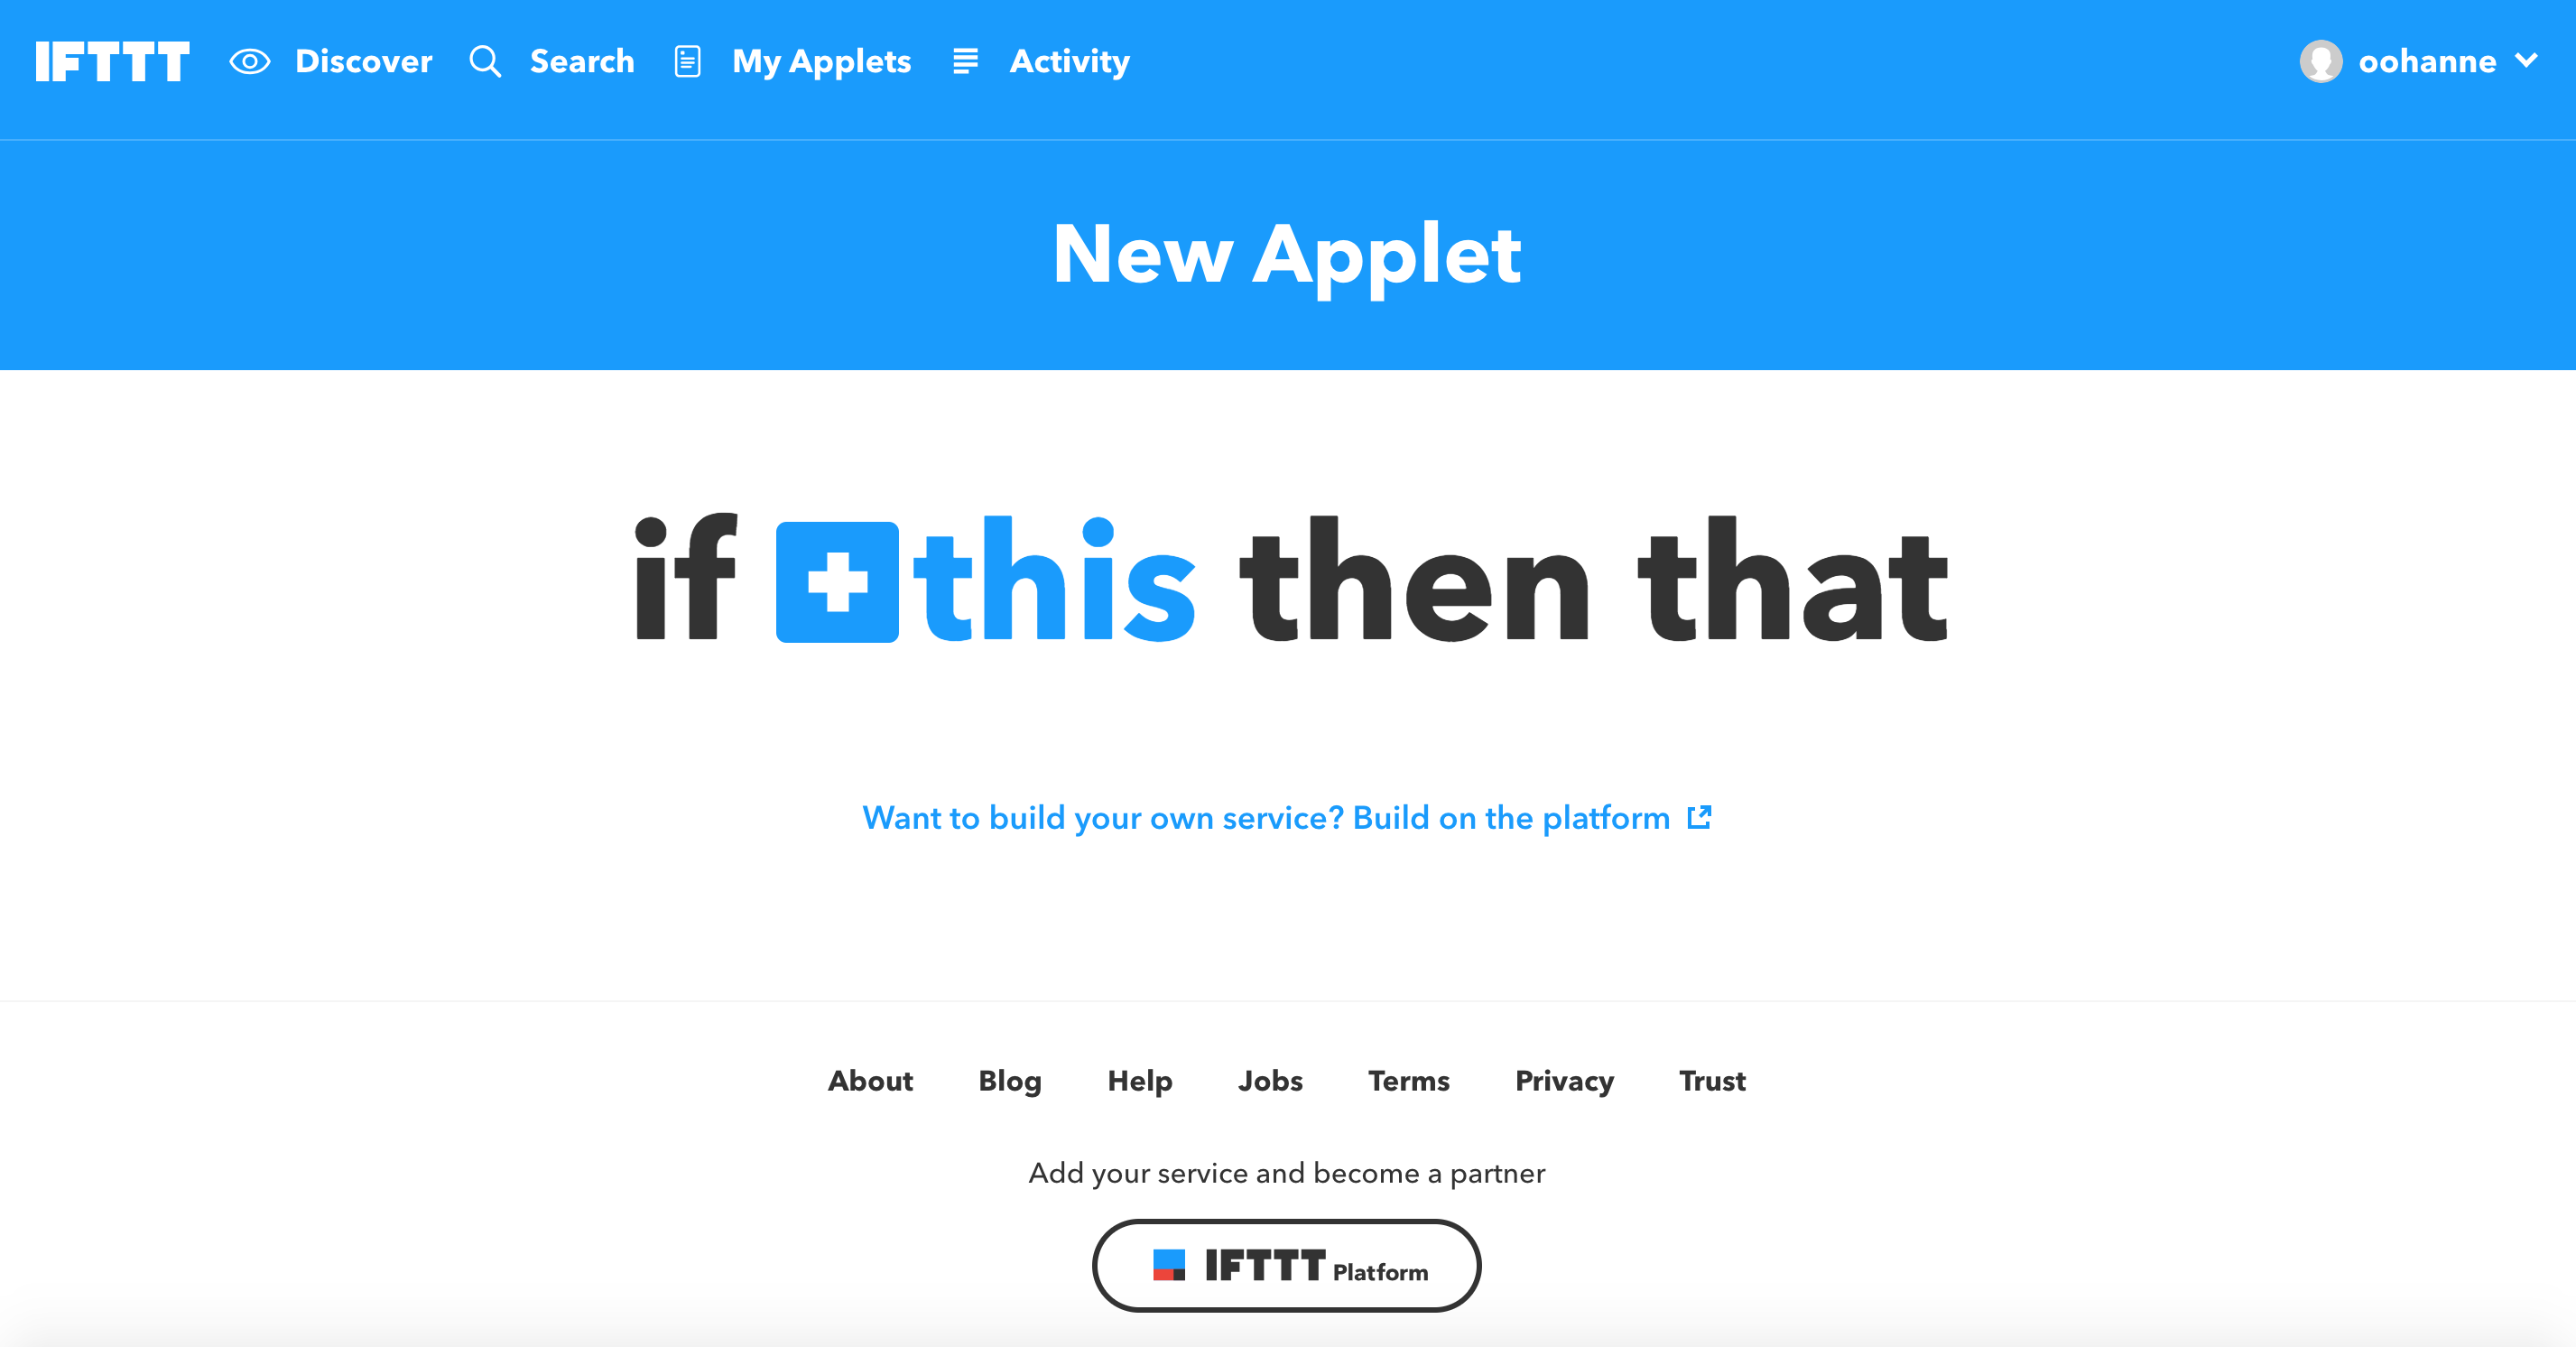 IFTTT Discover Search My Applets Activity oohanne
New Applet
if this then that
Want to build your own service? Build on the platform
About Blog Help Jobs Terms Privacy Trust
Add your service and become a partner
IFTTT Platform